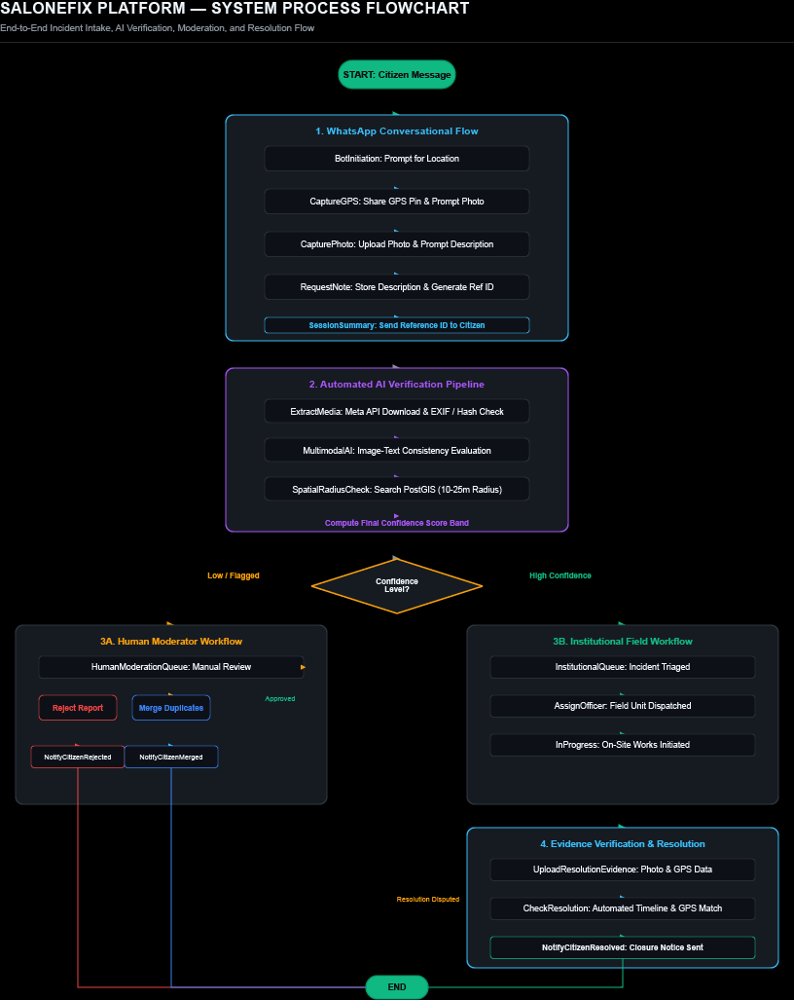 SALONEFIX PLATFORM — SYSTEM PROCESS FLOWCHART
End-to-End Incident Intake, AI Verification, Moderation, and Resolution Flow
START: Citizen Message
1. WhatsApp Conversational Flow
BotInitiation: Prompt for Location
CaptureGPS: Share GPS Pin & Prompt Photo
CapturePhoto: Upload Photo & Prompt Description
RequestNote: Store Description & Generate Ref ID
SessionSummary: Send Reference ID to Citizen
2. Automated AI Verification Pipeline
ExtractMedia: Meta API Download & EXIF / Hash Check
MultimodalAI: Image-Text Consistency Evaluation
SpatialRadiusCheck: Search PostGIS (10-25m Radius)
Compute Final Confidence Score Band
Low / Flagged
Confidence
Level?
High Confidence
3A. Human Moderator Workflow
HumanModerationQueue: Manual Review
Reject Report
Merge Duplicates
Approved
NotifyCitizenRejected
NotifyCitizenMerged
3B. Institutional Field Workflow
InstitutionalQueue: Incident Triaged
AssignOfficer: Field Unit Dispatched
InProgress: On-Site Works Initiated
4. Evidence Verification & Resolution
UploadResolutionEvidence: Photo & GPS Data
Resolution Disputed
CheckResolution: Automated Timeline & GPS Match
NotifyCitizenResolved: Closure Notice Sent
END